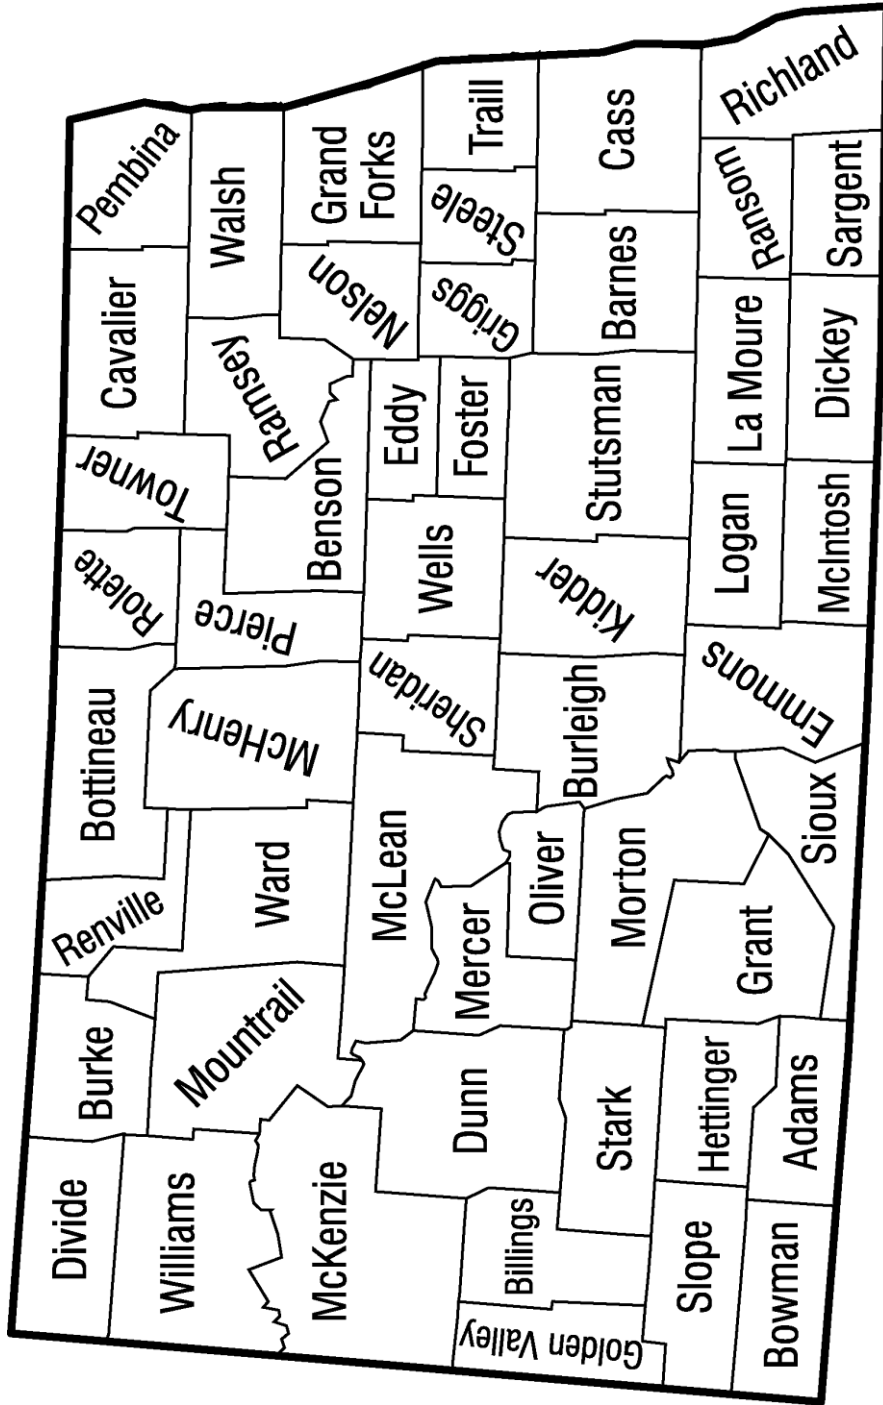 Divide
Burke
Renville
Bottineau
Rolette
Towner
Cavalier
Pembina
Williams
Mountrail
Ward
McHenry
Pierce
Benson
Ramsey
Walsh
McKenzie
McLean
Sheridan
Wells
Eddy
Foster
Nelson
Grand
Forks
Griggs
Steele
Traill
Golden Valley
Billings
Dunn
Mercer
Oliver
Burleigh
Kidder
Stutsman
Barnes
Cass
Stark
Morton
Slope
Hettinger
Grant
Emmons
Logan
La Moure
Ransom
Richland
Bowman
Adams
Sioux
McIntosh
Dickey
Sargent